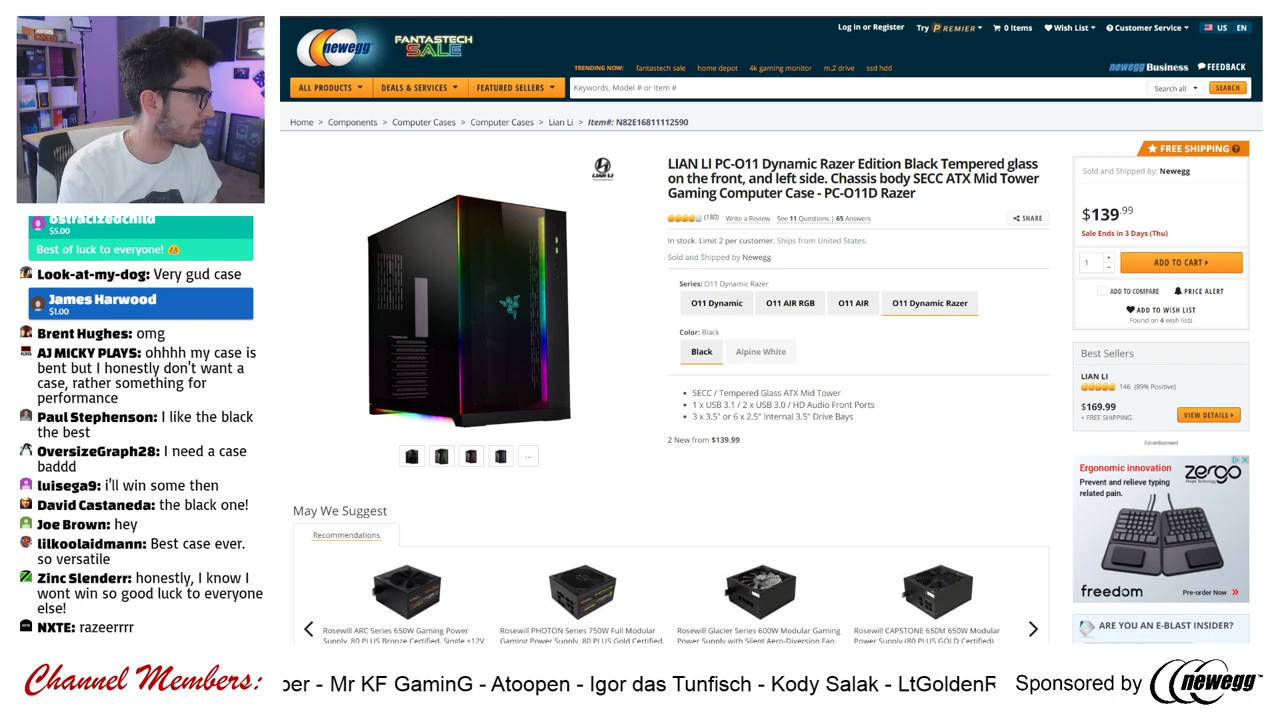 ostracizedchild
$5.00
Best of luck to everyone! 😄
Look-at-my-dog: Very gud case
James Harwood
$1.00
Brent Hughes: omg
AJ MICKY PLAYS: ohhhh my case is
bent but I honestly don't want a
case, rather something for
performance
Paul Stephenson: I like the black
the best
OversizeGraph28: I need a case
baddd
luisega9: i'll win some then
David Castaneda: the black one!
Joe Brown: hey
lilkoolaidmann: Best case ever.
so versatile
Zinc Slenderr: honestly, I know I
wont win so good luck to everyone
else!
NXTE: razeerrrr
newegg
FANTASTECH
SALE
Log in or Register
Try PREMIER
0 Items
Wish List
Customer Service
US EN
TRENDING NOW: fantastech sale home depot 4k gaming monitor m.2 drive ssd hdd
newegg Business
FEEDBACK
ALL PRODUCTS
DEALS & SERVICES
FEATURED SELLERS
Keywords, Model # or Item #
Search all
SEARCH
Home > Components > Computer Cases > Computer Cases > Lian Li > Item#: N82E16811112590
LIAN LI
LIAN LI PC-O11 Dynamic Razer Edition Black Tempered glass
on the front, and left side. Chassis body SECC ATX Mid Tower
Gaming Computer Case - PC-O11D Razer
(180) Write a Review See 11 Questions | 65 Answers
SHARE
In stock. Limit 2 per customer. Ships from United States.
Sold and Shipped by Newegg
Series: O11 Dynamic Razer
O11 Dynamic
O11 AIR RGB
O11 AIR
O11 Dynamic Razer
Color: Black
Black
Alpine White
SECC / Tempered Glass ATX Mid Tower
1 x USB 3.1 / 2 x USB 3.0 / HD Audio Front Ports
3 x 3.5" or 6 x 2.5" Internal 3.5" Drive Bays
2 New from $139.99
FREE SHIPPING
Sold and Shipped by: Newegg
$139.99
Sale Ends in 3 Days (Thu)
1
ADD TO CART
ADD TO COMPARE
PRICE ALERT
ADD TO WISH LIST
Found on 4 wish lists
Best Sellers
LIAN LI
146 (89% Positive)
$169.99
+ FREE SHIPPING
VIEW DETAILS
Advertisement
Ergonomic innovation
Prevent and relieve typing
related pain.
zergo
freedom
Pre-order Now
ARE YOU AN E-BLAST INSIDER?
May We Suggest
Recommendations
Rosewill ARC Series 650W Gaming Power
Supply, 80 PLUS Bronze Certified, Single +12V
Rosewill PHOTON Series 750W Full Modular
Gaming Power Supply, 80 PLUS Gold Certified,
Rosewill Glacier Series 600W Modular Gaming
Power Supply with Silent Aero-Diversion Fan,
Rosewill CAPSTONE 650M 650W Modular
Power Supply (80 PLUS GOLD Certified)
Channel Members:
ber - Mr KF GaminG - Atoopen - Igor das Tunfisch - Kody Salak - LtGoldenR
Sponsored by newegg